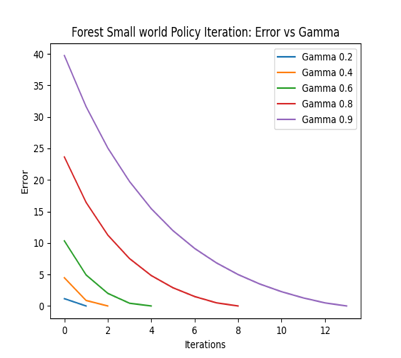 Forest Small world Policy Iteration: Error vs Gamma
40
35
30
25
20
15
10
5
0
Error
Gamma 0.2
Gamma 0.4
Gamma 0.6
Gamma 0.8
Gamma 0.9
0 2 4 6 8 10 12
Iterations